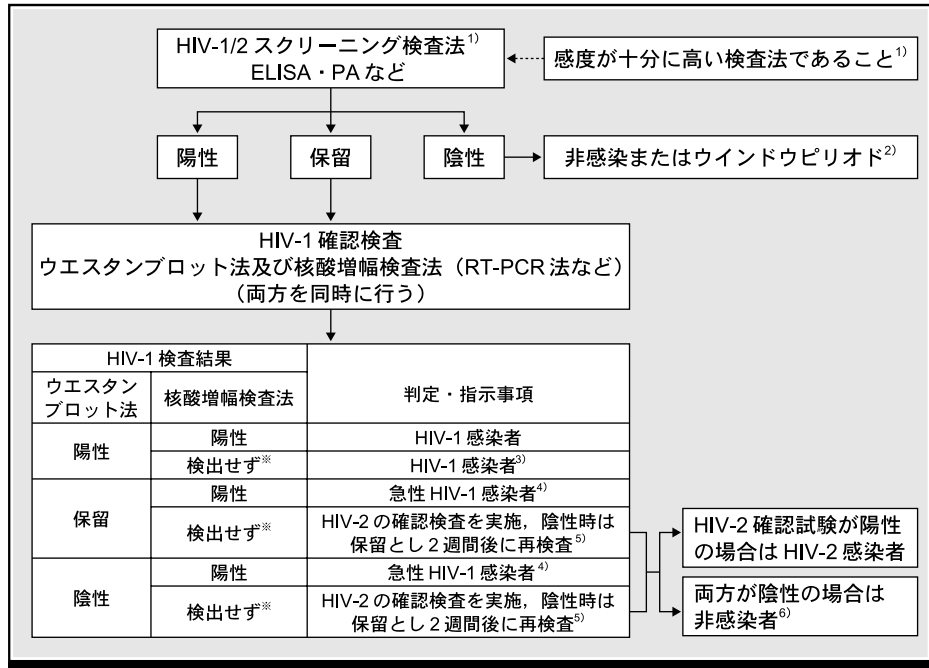 HIV-1/2 スクリーニング検査法1)
ELISA・PA など
感度が十分に高い検査法であること1)
陽性
保留
陰性
非感染またはウインドウピリオド2)
HIV-1 確認検査
ウエスタンブロット法及び核酸増幅検査法（RT-PCR 法など）
（両方を同時に行う）
HIV-1 検査結果
判定・指示事項
ウエスタン
ブロット法
核酸増幅検査法
陽性
陽性
HIV-1 感染者
検出せず※
HIV-1 感染者3)
保留
陽性
急性 HIV-1 感染者4)
検出せず※
HIV-2 の確認検査を実施，陰性時は
保留とし 2 週間後に再検査5)
陰性
陽性
急性 HIV-1 感染者4)
検出せず※
HIV-2 の確認検査を実施，陰性時は
保留とし 2 週間後に再検査5)
HIV-2 確認試験が陽性
の場合は HIV-2 感染者
両方が陰性の場合は
非感染者6)